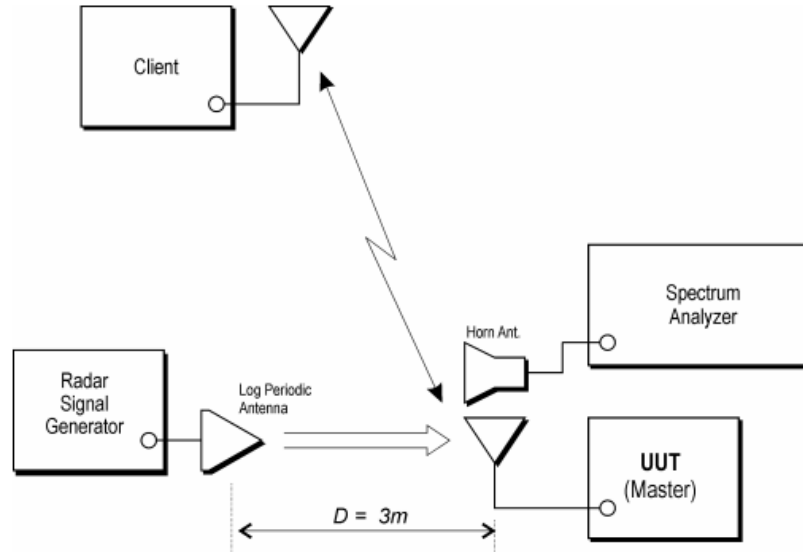 Client
Spectrum
Analyzer
Horn Ant.
Radar
Signal
Generator
Log Periodic
Antenna
UUT
(Master)
D = 3m